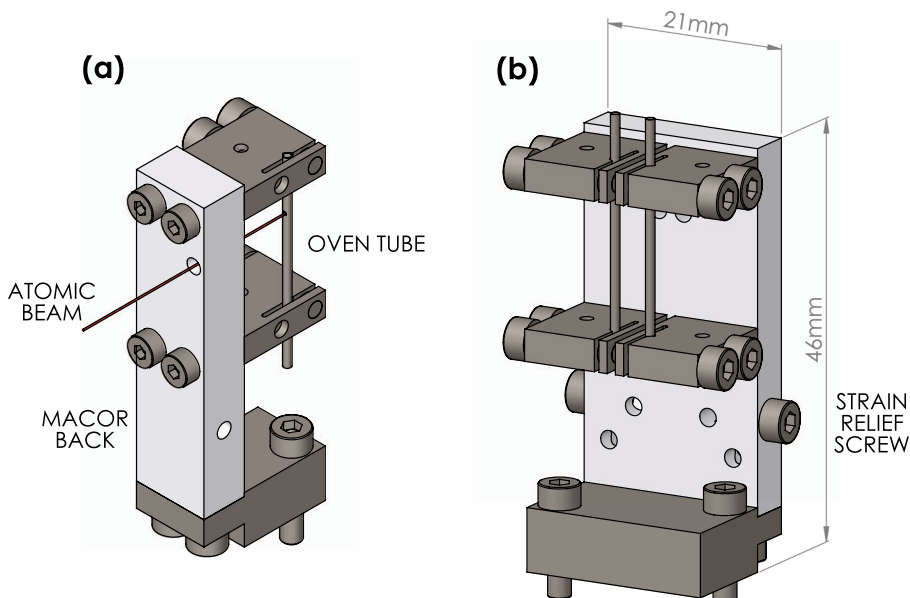 (a)
OVEN TUBE
ATOMIC
BEAM
MACOR
BACK
(b)
21mm
46mm
STRAIN
RELIEF
SCREW